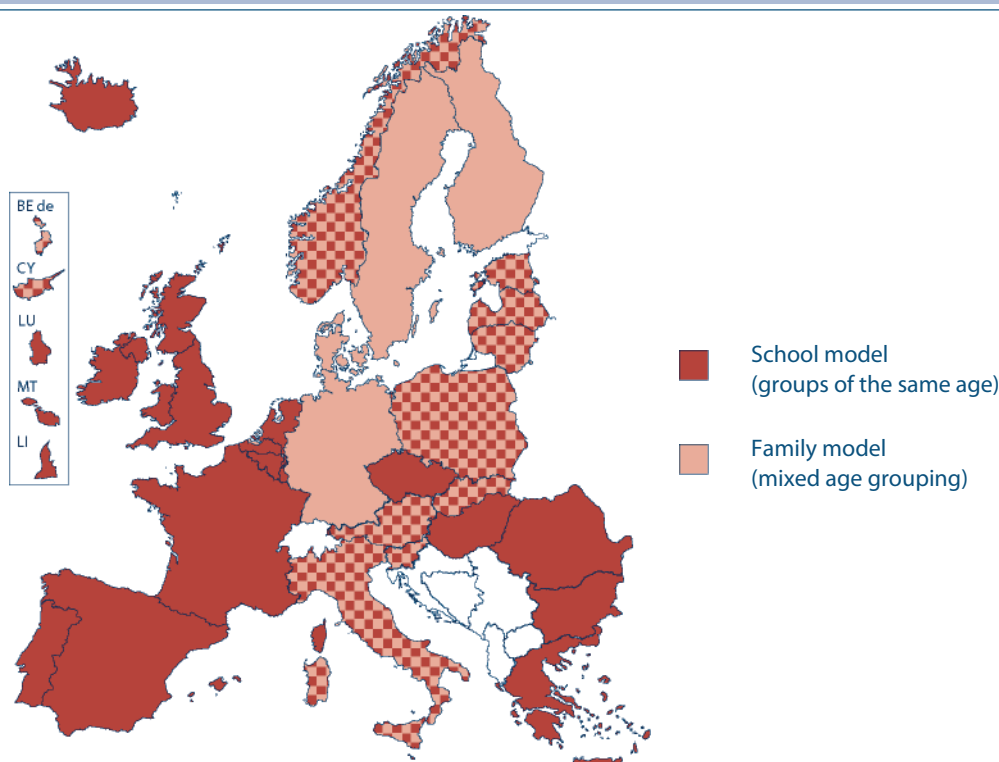 BE de
CY
LU
MT
LI
School model
(groups of the same age)
Family model
(mixed age grouping)